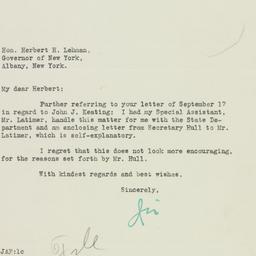 Hon. Herbert H. Lehman,
Governor of New York,
Albany, New York.
My dear Herbert:
Further referring to your letter of September 17
in regard to John J. Keating; I had my Special Assistant,
Mr. Latimer, handle this matter for me with the State De-
partment and am enclosing letter from Secretary Hull to Mr.
Latimer, which is self-explanatory.
I regret that this does not look more encouraging,
for the reasons set forth by Mr. Hull.
With kindest regards and best wishes.
Sincerely,
Jim
JAF:lc
File